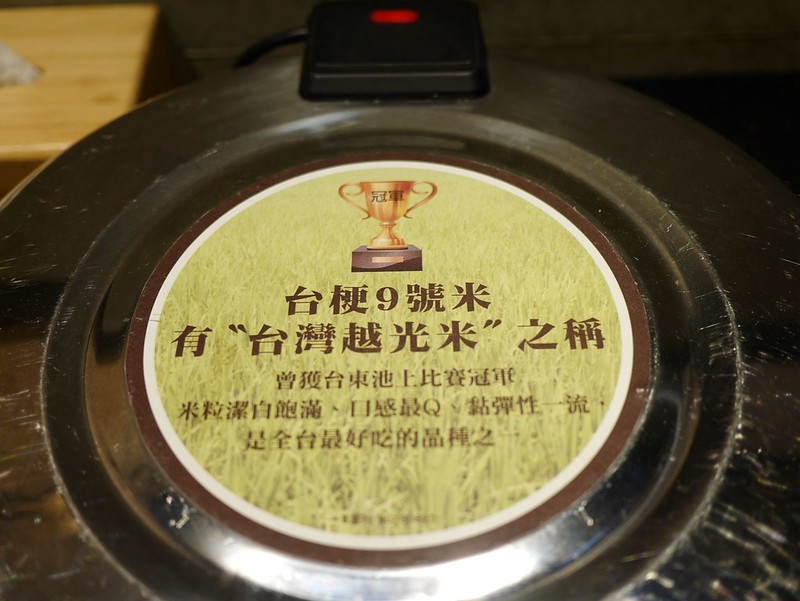 冠軍
台梗9號米
有〝台灣越光米〞之稱
曾獲台東池上比賽冠軍
米粒潔白飽滿、口感最Q、黏彈性一流，
是全台最好吃的品種之一